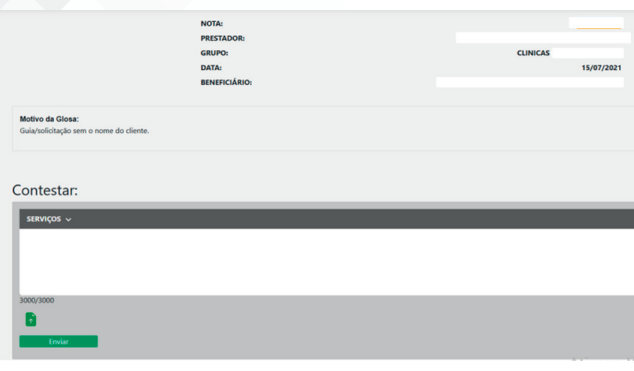 NOTA:
PRESTADOR:
GRUPO: CLINICAS
DATA: 15/07/2021
BENEFICIÁRIO:
Motivo da Glosa:
Guia/solicitação sem o nome do cliente.
Contestar:
SERVIÇOS
3000/3000
Enviar